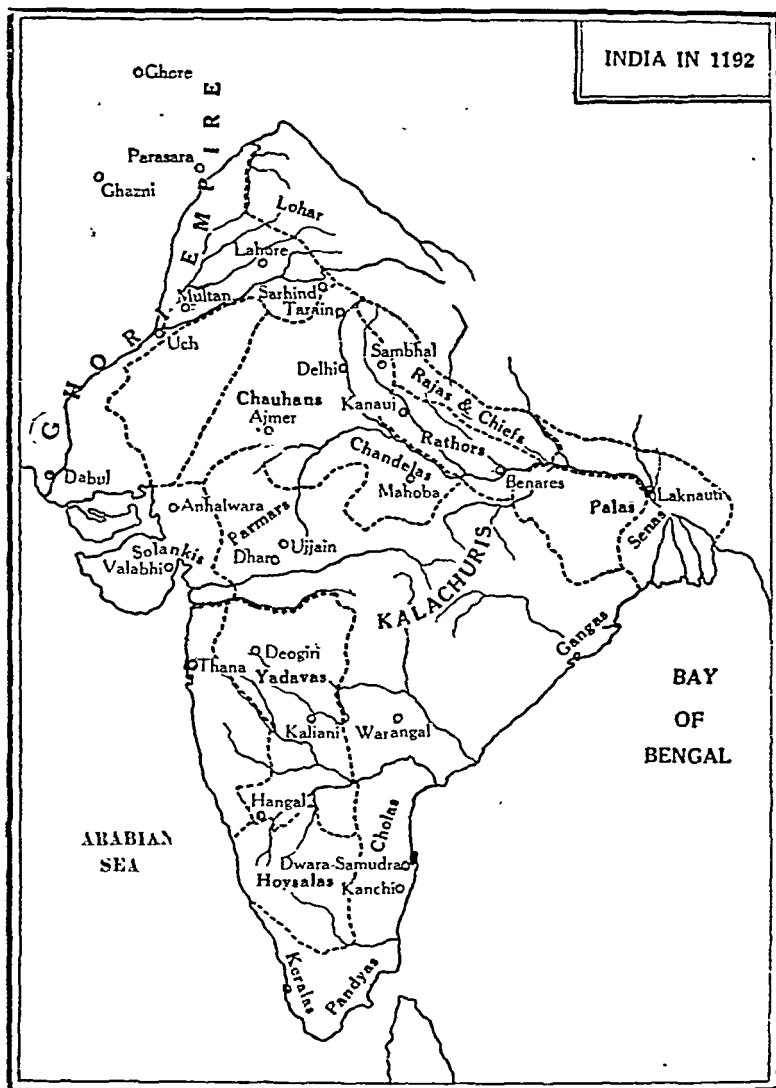 INDIA IN 1192
Ghore
GHORI EMPIRE
Parasara
Ghazni
Lohar
Lahore
Multan
Sarhind
Tarain
Uch
Delhi
Sambhal
Rajas & Chiefs
Chauhans
Kanauj
Ajmer
Rathors
Chandelas
Dabul
Mahoba
Benares
Anhalwara
Palas
Laknauti
Parmars
Senas
Ujjain
Solankis
Dhar
Valabhi
KALACHURIS
Gangas
Deogiri
Thana
Yadavas
BAY
OF
BENGAL
Kaliani
Warangal
Hangal
Cholas
ARABIAN
SEA
Dwara-Samudra
Hoysalas
Kanchi
Keralas
Pandyas